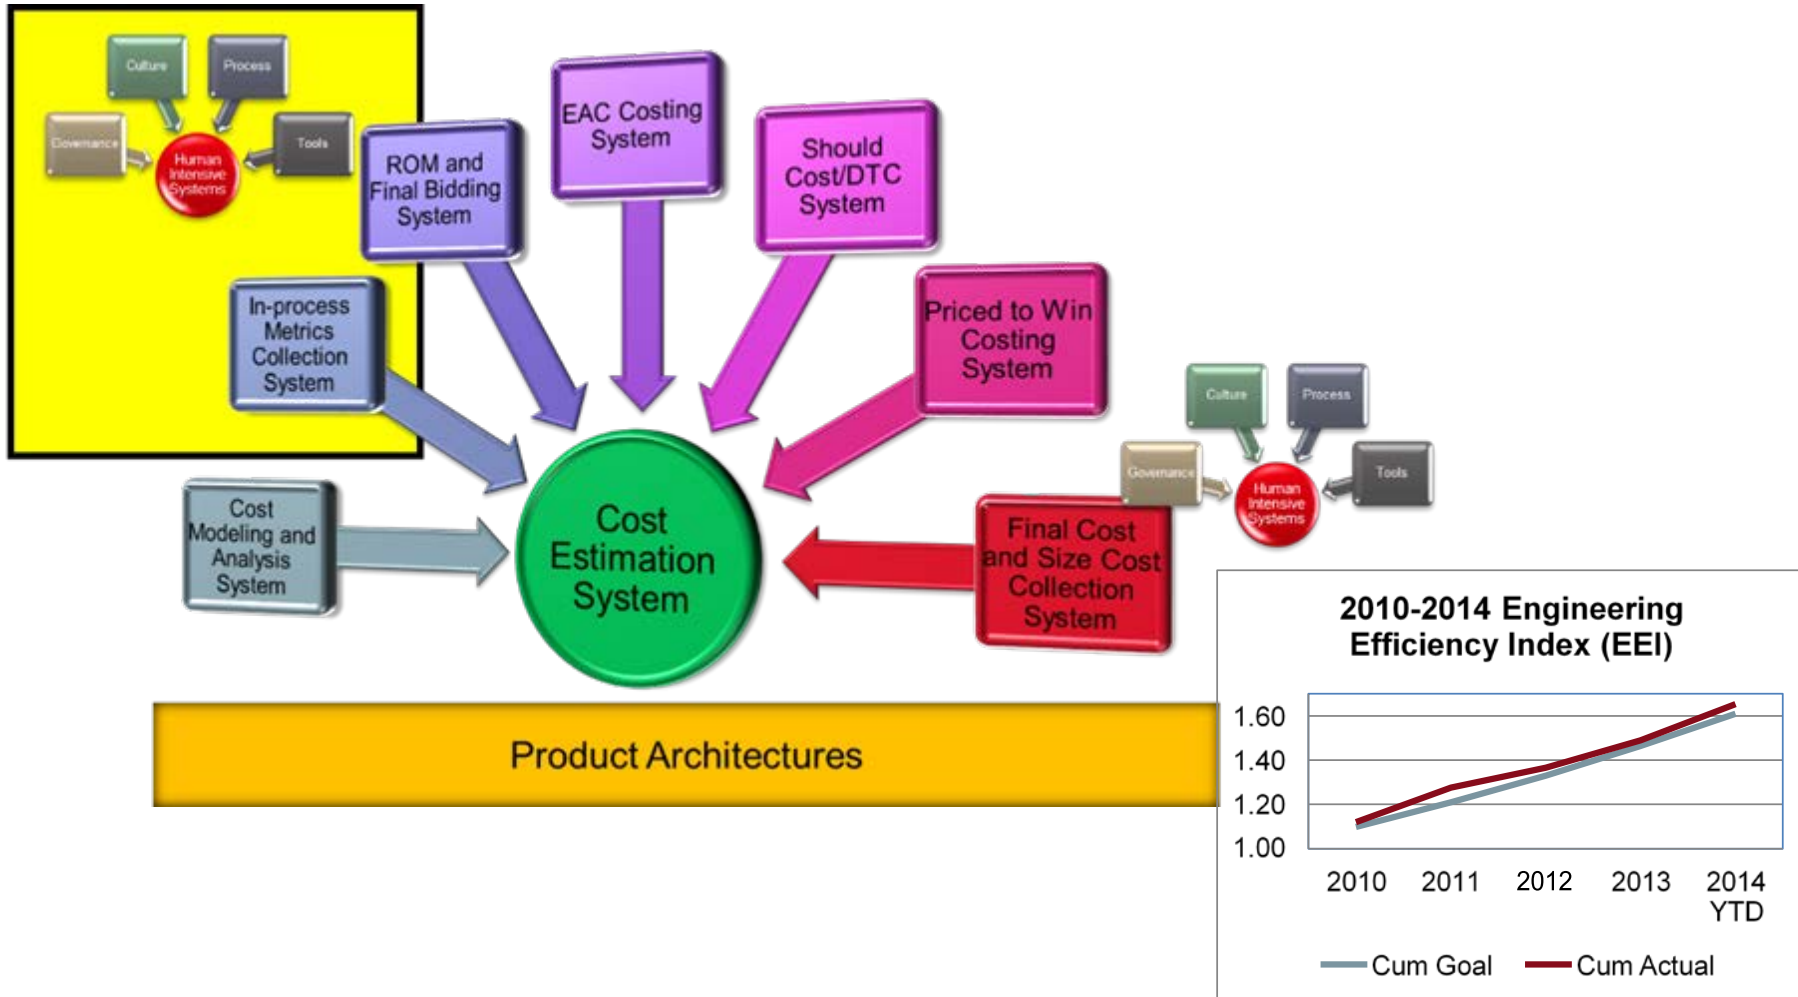 Culture
Process
Governance
Tools
Human
Intensive
Systems
ROM and
Final Bidding
System
EAC Costing
System
Should
Cost/DTC
System
In-process
Metrics
Collection
System
Priced to Win
Costing
System
Culture
Process
Governance
Tools
Human
Intensive
Systems
Cost
Modeling and
Analysis
System
Cost
Estimation
System
Final Cost
and Size Cost
Collection
System
Product Architectures
2010-2014 Engineering
Efficiency Index (EEI)
1.60
1.40
1.20
1.00
2010
2011
2012
2013
2014
YTD
Cum Goal
Cum Actual